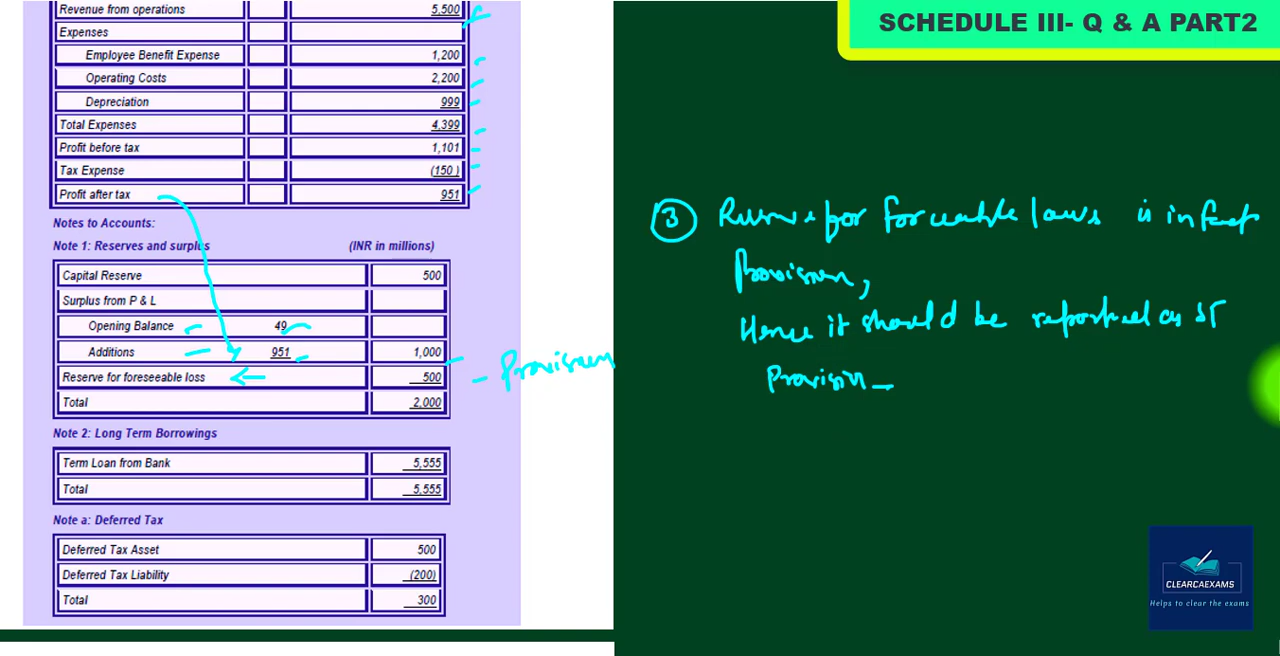 SCHEDULE III- Q & A PART2
Revenue from operations 5,500
Expenses
Employee Benefit Expense 1,200
Operating Costs 2,200
Depreciation 999
Total Expenses 4,399
Profit before tax 1,101
Tax Expense (150)
Profit after tax 951
Notes to Accounts:
Note 1: Reserves and surplus (INR in millions)
Capital Reserve 500
Surplus from P & L
Opening Balance 49
Additions 951 1,000
Reserve for foreseeable loss 500 - Provision
Total 2,000
Note 2: Long Term Borrowings
Term Loan from Bank 5,555
Total 5,555
Note a: Deferred Tax
Deferred Tax Asset 500
Deferred Tax Liability (200)
Total 300
3 Reserve for forceable laws is in fact
Provision,
Hence it should be reported as ST
Provision
CLEARCAEXAMS
Helps to clear the exams